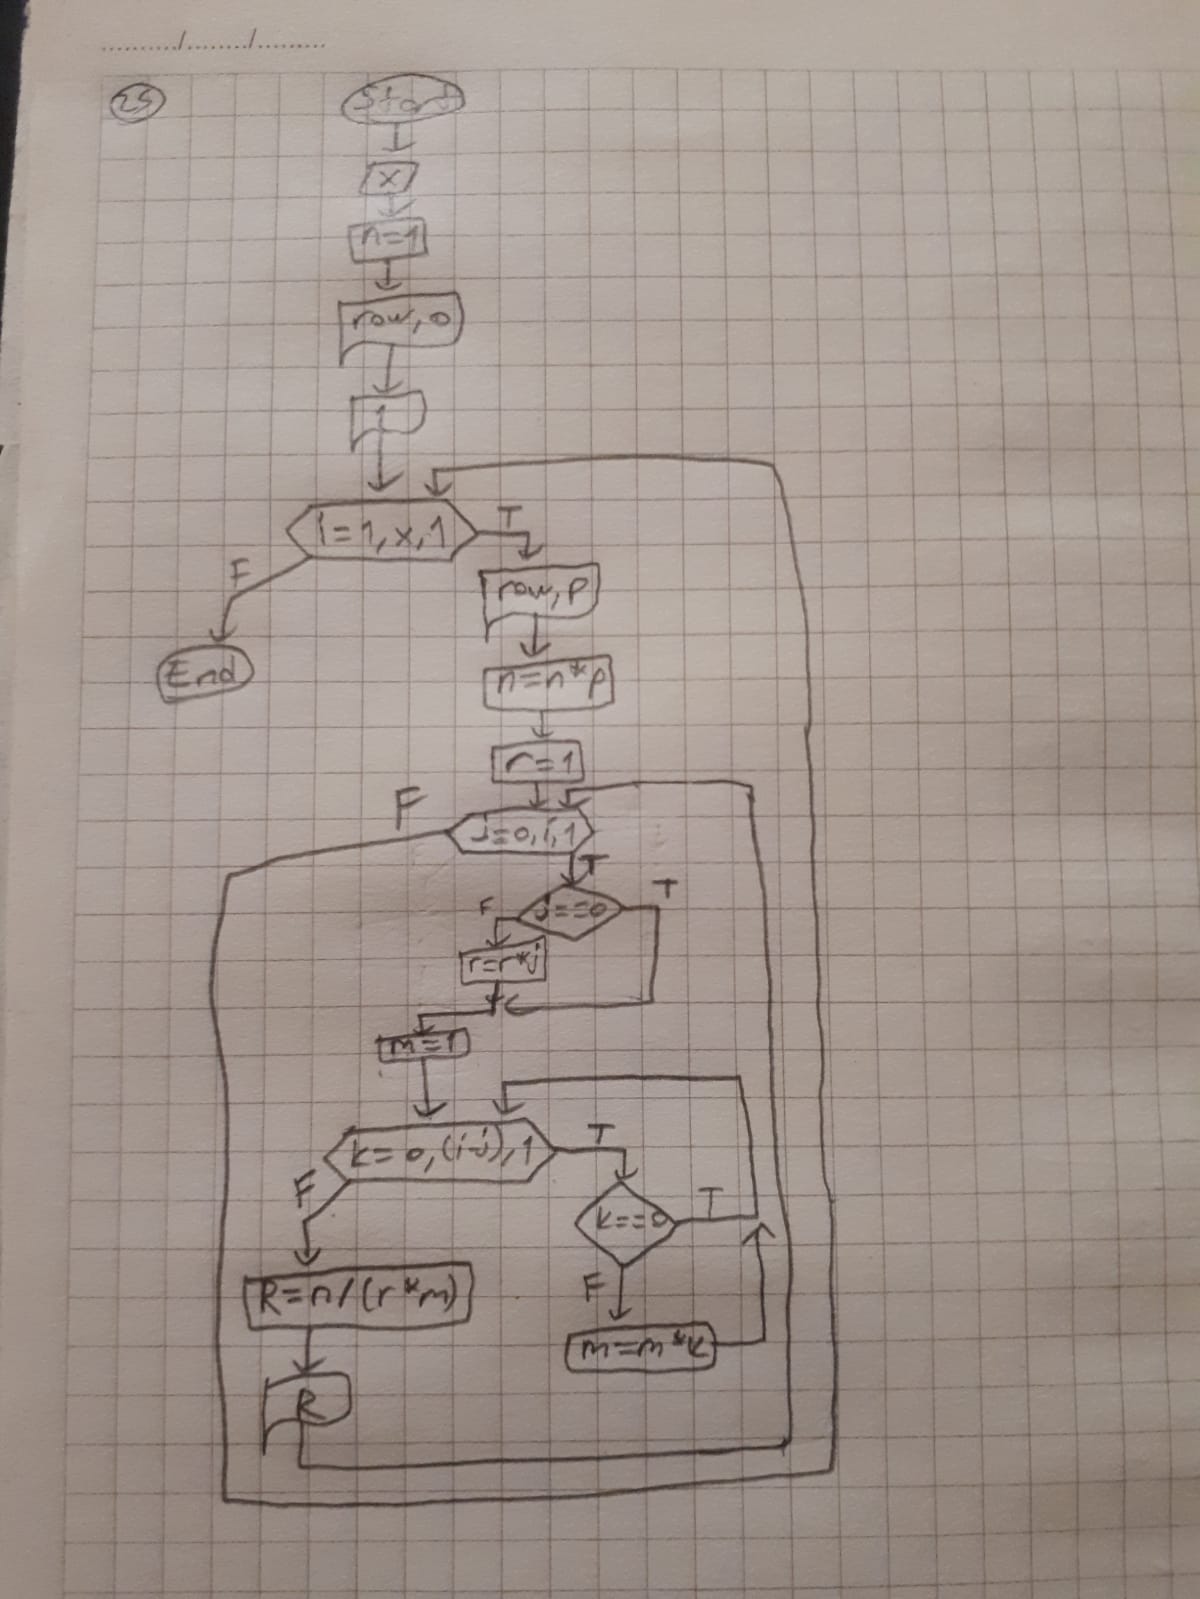 ........../........./..........
25
Start
x
n=1
row, 0
1
i=1, x, 1
T
F
row, p
End
n=n*p
r=1
F
j=0, i, 1
T
T
F
j==0
r=r*j
m=1
T
k=0, (i-j), 1
F
k==0
T
F
R=n/(r*m)
m=m*k
R